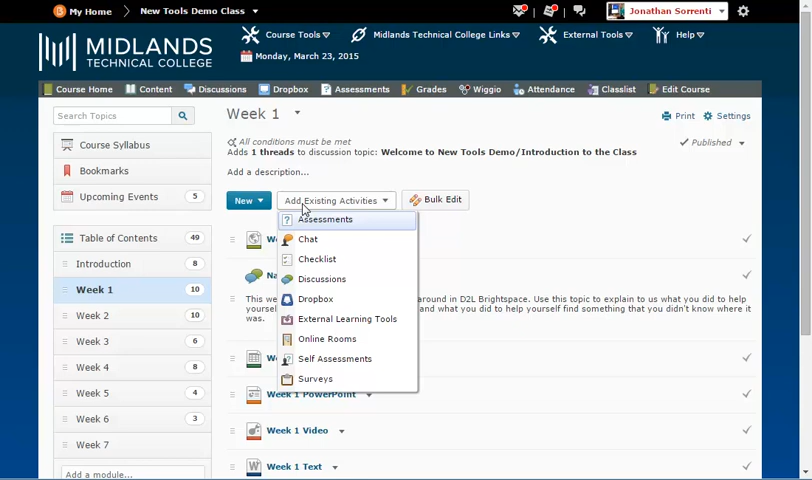 My Home
New Tools Demo Class
Jonathan Sorrenti
MIDLANDS
TECHNICAL COLLEGE
Course Tools
Midlands Technical College Links
External Tools
Help
Monday, March 23, 2015
Course Home
Content
Discussions
Dropbox
Assessments
Grades
Wiggio
Attendance
Classlist
Edit Course
Search Topics
Course Syllabus
Bookmarks
Upcoming Events 5
Table of Contents 49
Introduction 8
Week 1 10
Week 2 10
Week 3 6
Week 4 4
Week 5 4
Week 6 3
Week 7
Add a module...
Week 1
Print
Settings
All conditions must be met
Published
Adds 1 threads to discussion topic: Welcome to New Tools Demo/Introduction to the Class
Add a description...
New
Add Existing Activities
Bulk Edit
Assessments
Chat
Checklist
Discussions
Dropbox
External Learning Tools
Online Rooms
Self Assessments
Surveys
This we around in D2L Brightspace. Use this topic to explain to us what you did to help
yourself and what you did to help yourself find something that you didn't know where it
was.
Week 1 PowerPoint
Week 1 Video
Week 1 Text